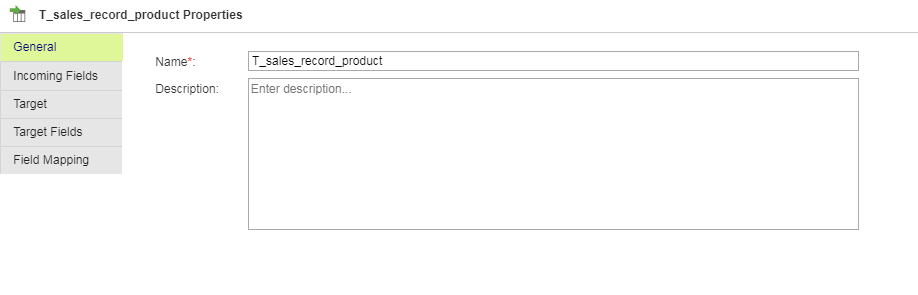 T_sales_record_product Properties
General
Incoming Fields
Target
Target Fields
Field Mapping
Name*:
T_sales_record_product
Description:
Enter description...